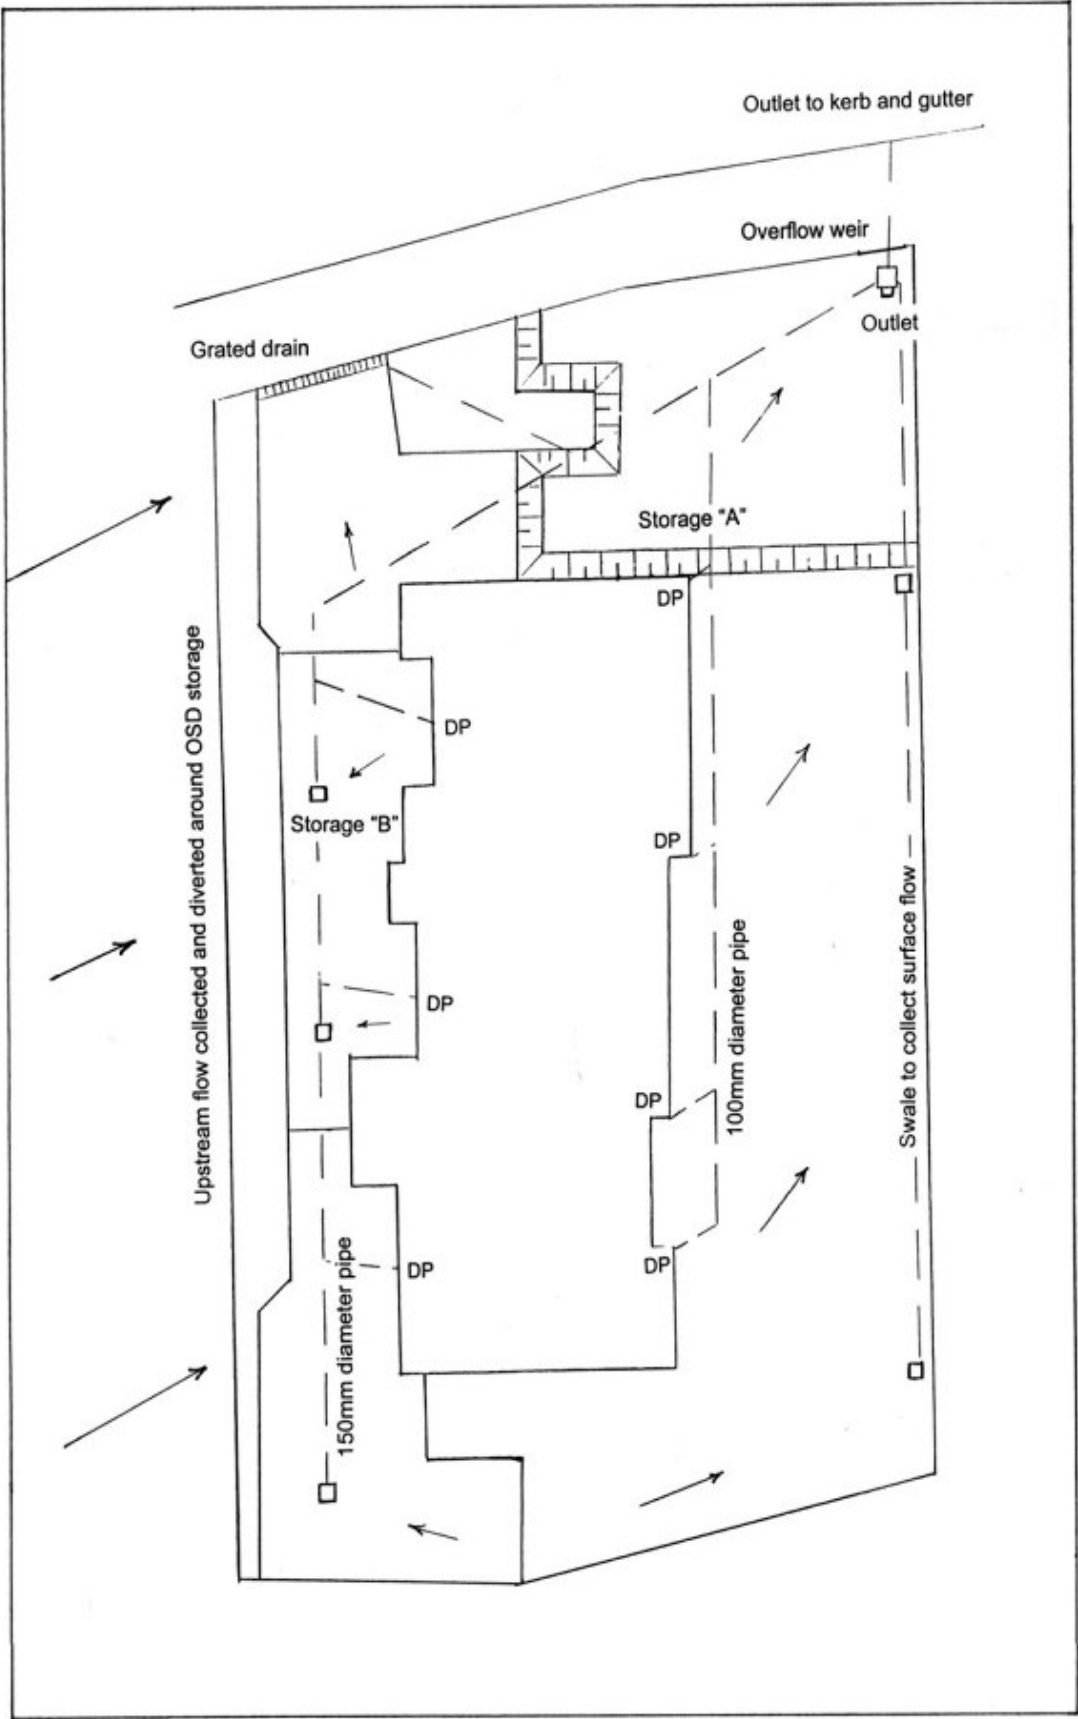 Outlet to kerb and gutter
Overflow weir
Outlet
Grated drain
Storage "A"
DP
Upstream flow collected and diverted around OSD storage
DP
Storage "B"
DP
DP
DP
100mm diameter pipe
Swale to collect surface flow
DP
DP
150mm diameter pipe